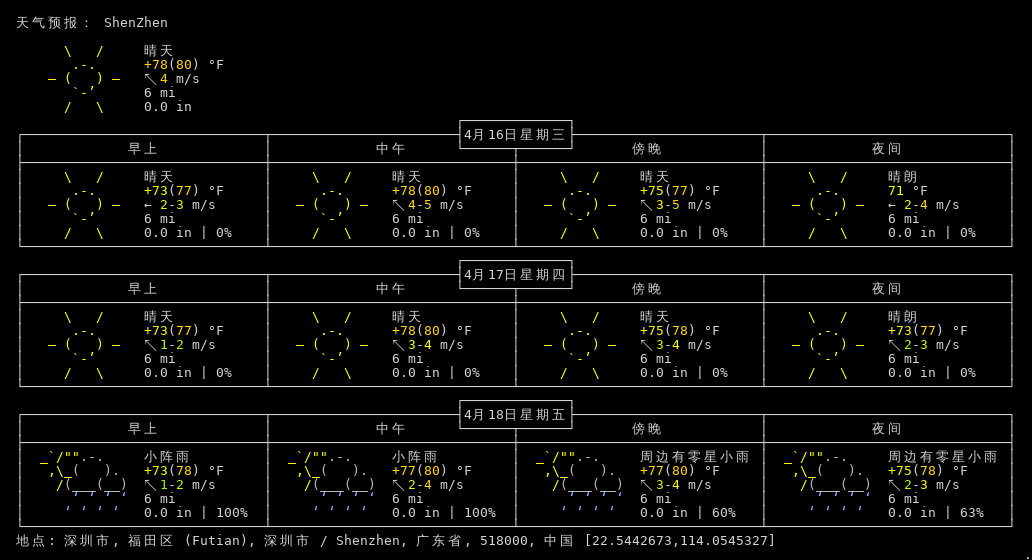 天气预报： ShenZhen
晴天
+78(80) °F
↖ 4 m/s
6 mi
0.0 in
4月16日星期三
早上 中午 傍晚 夜间
晴天 晴天 晴天 晴朗
+73(77) °F +78(80) °F +75(77) °F 71 °F
← 2-3 m/s ↖ 4-5 m/s ↖ 3-5 m/s ← 2-4 m/s
6 mi 6 mi 6 mi 6 mi
0.0 in | 0% 0.0 in | 0% 0.0 in | 0% 0.0 in | 0%
4月17日星期四
早上 中午 傍晚 夜间
晴天 晴天 晴天 晴朗
+73(77) °F +78(80) °F +75(78) °F +73(77) °F
↖ 1-2 m/s ↖ 3-4 m/s ↖ 3-4 m/s ↖ 2-3 m/s
6 mi 6 mi 6 mi 6 mi
0.0 in | 0% 0.0 in | 0% 0.0 in | 0% 0.0 in | 0%
4月18日星期五
早上 中午 傍晚 夜间
小阵雨 小阵雨 周边有零星小雨 周边有零星小雨
+73(78) °F +77(80) °F +77(80) °F +75(78) °F
↖ 1-2 m/s ↖ 2-4 m/s ↖ 3-4 m/s ↖ 2-3 m/s
6 mi 6 mi 6 mi 6 mi
0.0 in | 100% 0.0 in | 100% 0.0 in | 60% 0.0 in | 63%
地点: 深圳市, 福田区 (Futian), 深圳市 / Shenzhen, 广东省, 518000, 中国 [22.5442673,114.0545327]